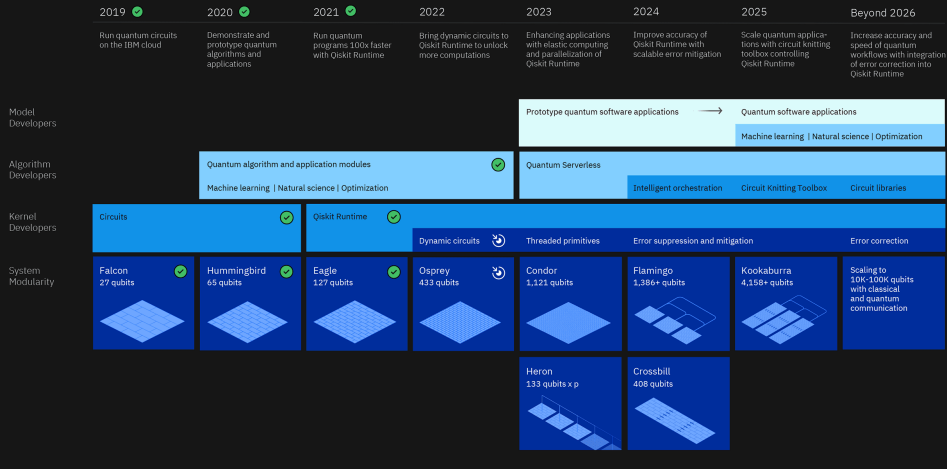 2019
2020
2021
2022
2023
2024
2025
Beyond 2026
Run quantum circuits
on the IBM cloud
Demonstrate and
prototype quantum
algorithms and
applications
Run quantum
programs 100x faster
with Qiskit Runtime
Bring dynamic circuits to
Qiskit Runtime to unlock
more computations
Enhancing applications
with elastic computing
and parallelization of
Qiskit Runtime
Improve accuracy of
Qiskit Runtime with
scalable error mitigation
Scale quantum applica-
tions with circuit knitting
toolbox controlling
Qiskit Runtime
Increase accuracy and
speed of quantum
workflows with integration
of error correction into
Qiskit Runtime
Model
Developers
Prototype quantum software applications
Quantum software applications
Machine learning | Natural science | Optimization
Algorithm
Developers
Quantum algorithm and application modules
Machine learning | Natural science | Optimization
Quantum Serverless
Intelligent orchestration
Circuit Knitting Toolbox
Circuit libraries
Kernel
Developers
Circuits
Qiskit Runtime
Dynamic circuits
Threaded primitives
Error suppression and mitigation
Error correction
System
Modularity
Falcon
27 qubits
Hummingbird
65 qubits
Eagle
127 qubits
Osprey
433 qubits
Condor
1,121 qubits
Flamingo
1,386+ qubits
Kookaburra
4,158+ qubits
Scaling to
10K-100K qubits
with classical
and quantum
communication
Heron
133 qubits x p
Crossbill
408 qubits